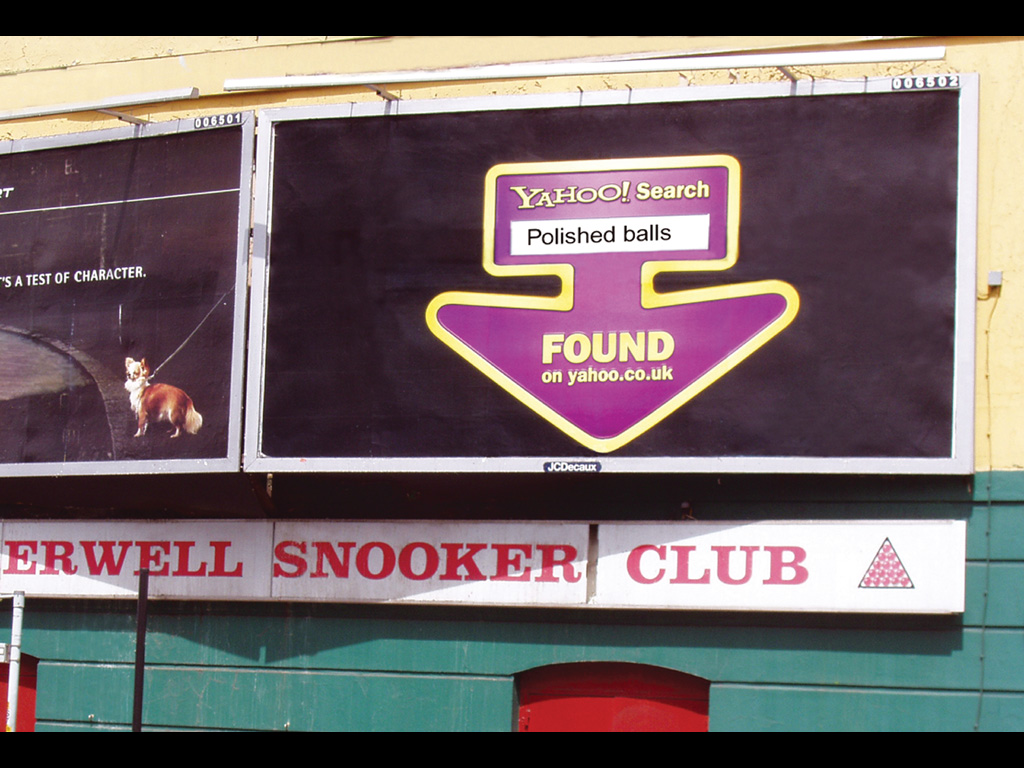 006501
'S A TEST OF CHARACTER.
006502
YAHOO! Search
Polished balls
FOUND
on yahoo.co.uk
JCDecaux
ERWELL SNOOKER CLUB